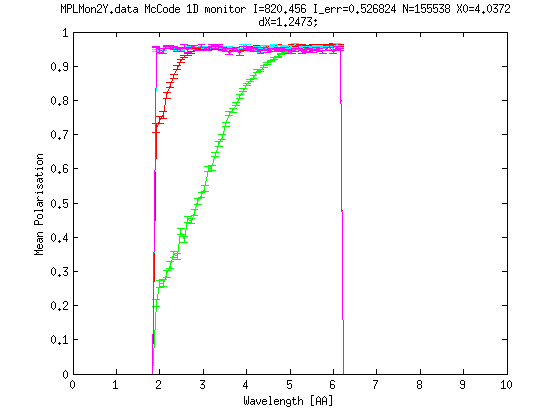 MPLMon2Y.data McCode 1D monitor I=820.456 I_err=0.526824 N=155538 X0=4.0372
dX=1.2473;
1
0.9
0.8
0.7
0.6
0.5
0.4
0.3
0.2
0.1
0
Mean Polarisation
0 1 2 3 4 5 6 7 8 9 10
Wavelength [AA]